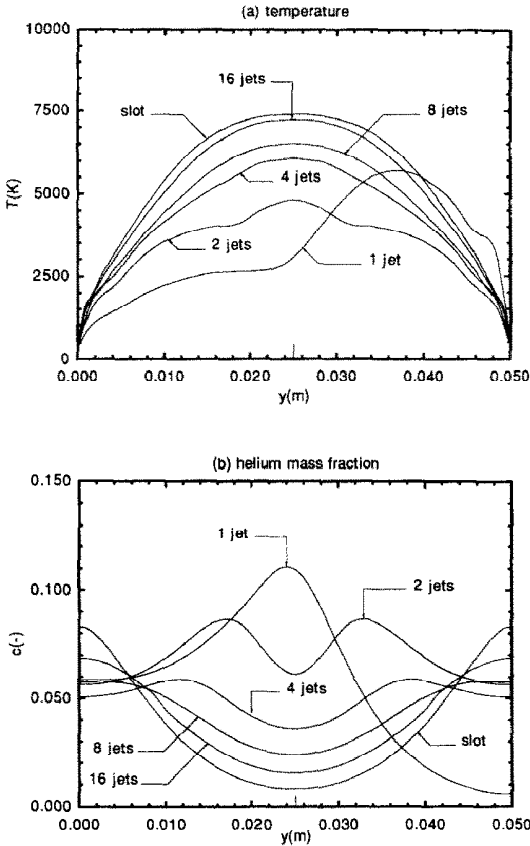 (a) temperature
10000
7500
5000
2500
0
T(K)
16 jets
slot
8 jets
4 jets
2 jets
1 jet
0.000 0.010 0.020 0.030 0.040 0.050
y(m)
(b) helium mass fraction
0.150
0.100
0.050
0.000
c(-)
1 jet
2 jets
4 jets
8 jets
slot
16 jets
0.000 0.010 0.020 0.030 0.040 0.050
y(m)